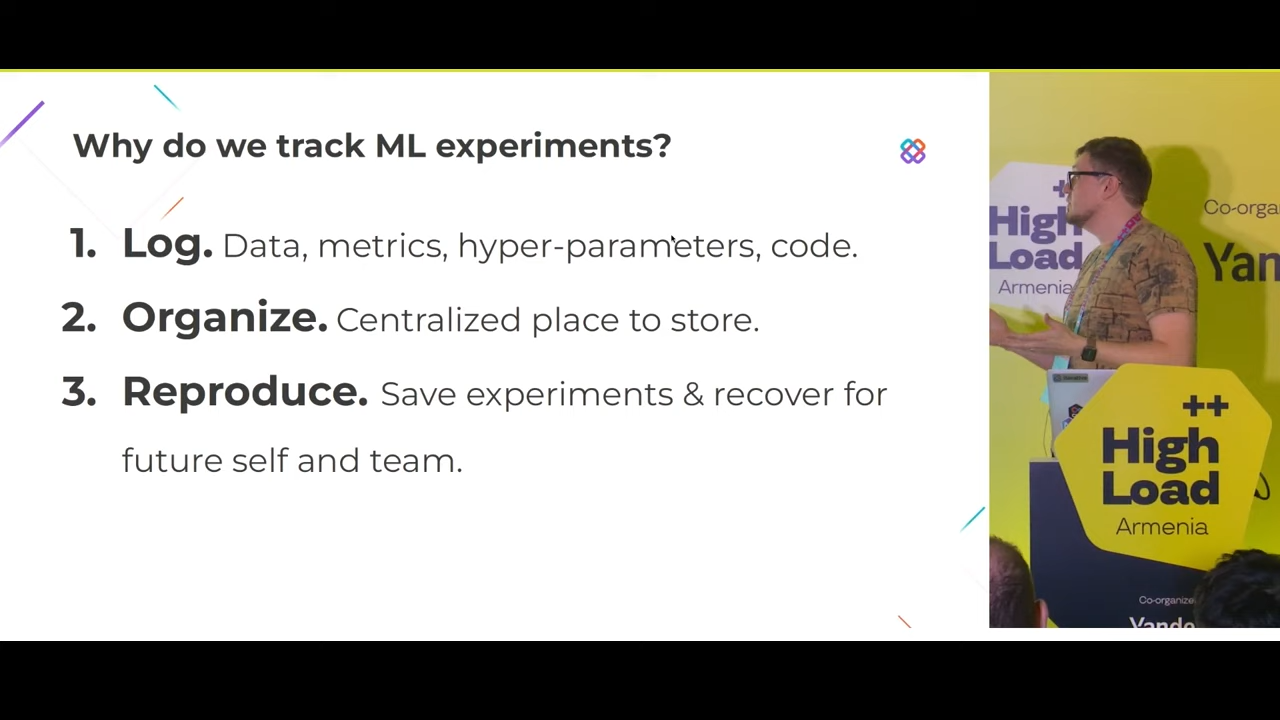 Why do we track ML experiments?
1. Log. Data, metrics, hyper-parameters, code.
2. Organize. Centralized place to store.
3. Reproduce. Save experiments & recover for
future self and team.
++
High
Load
Armenia
Co-orga
Yan
++
High
Load
Armenia
Co-organize
Yande